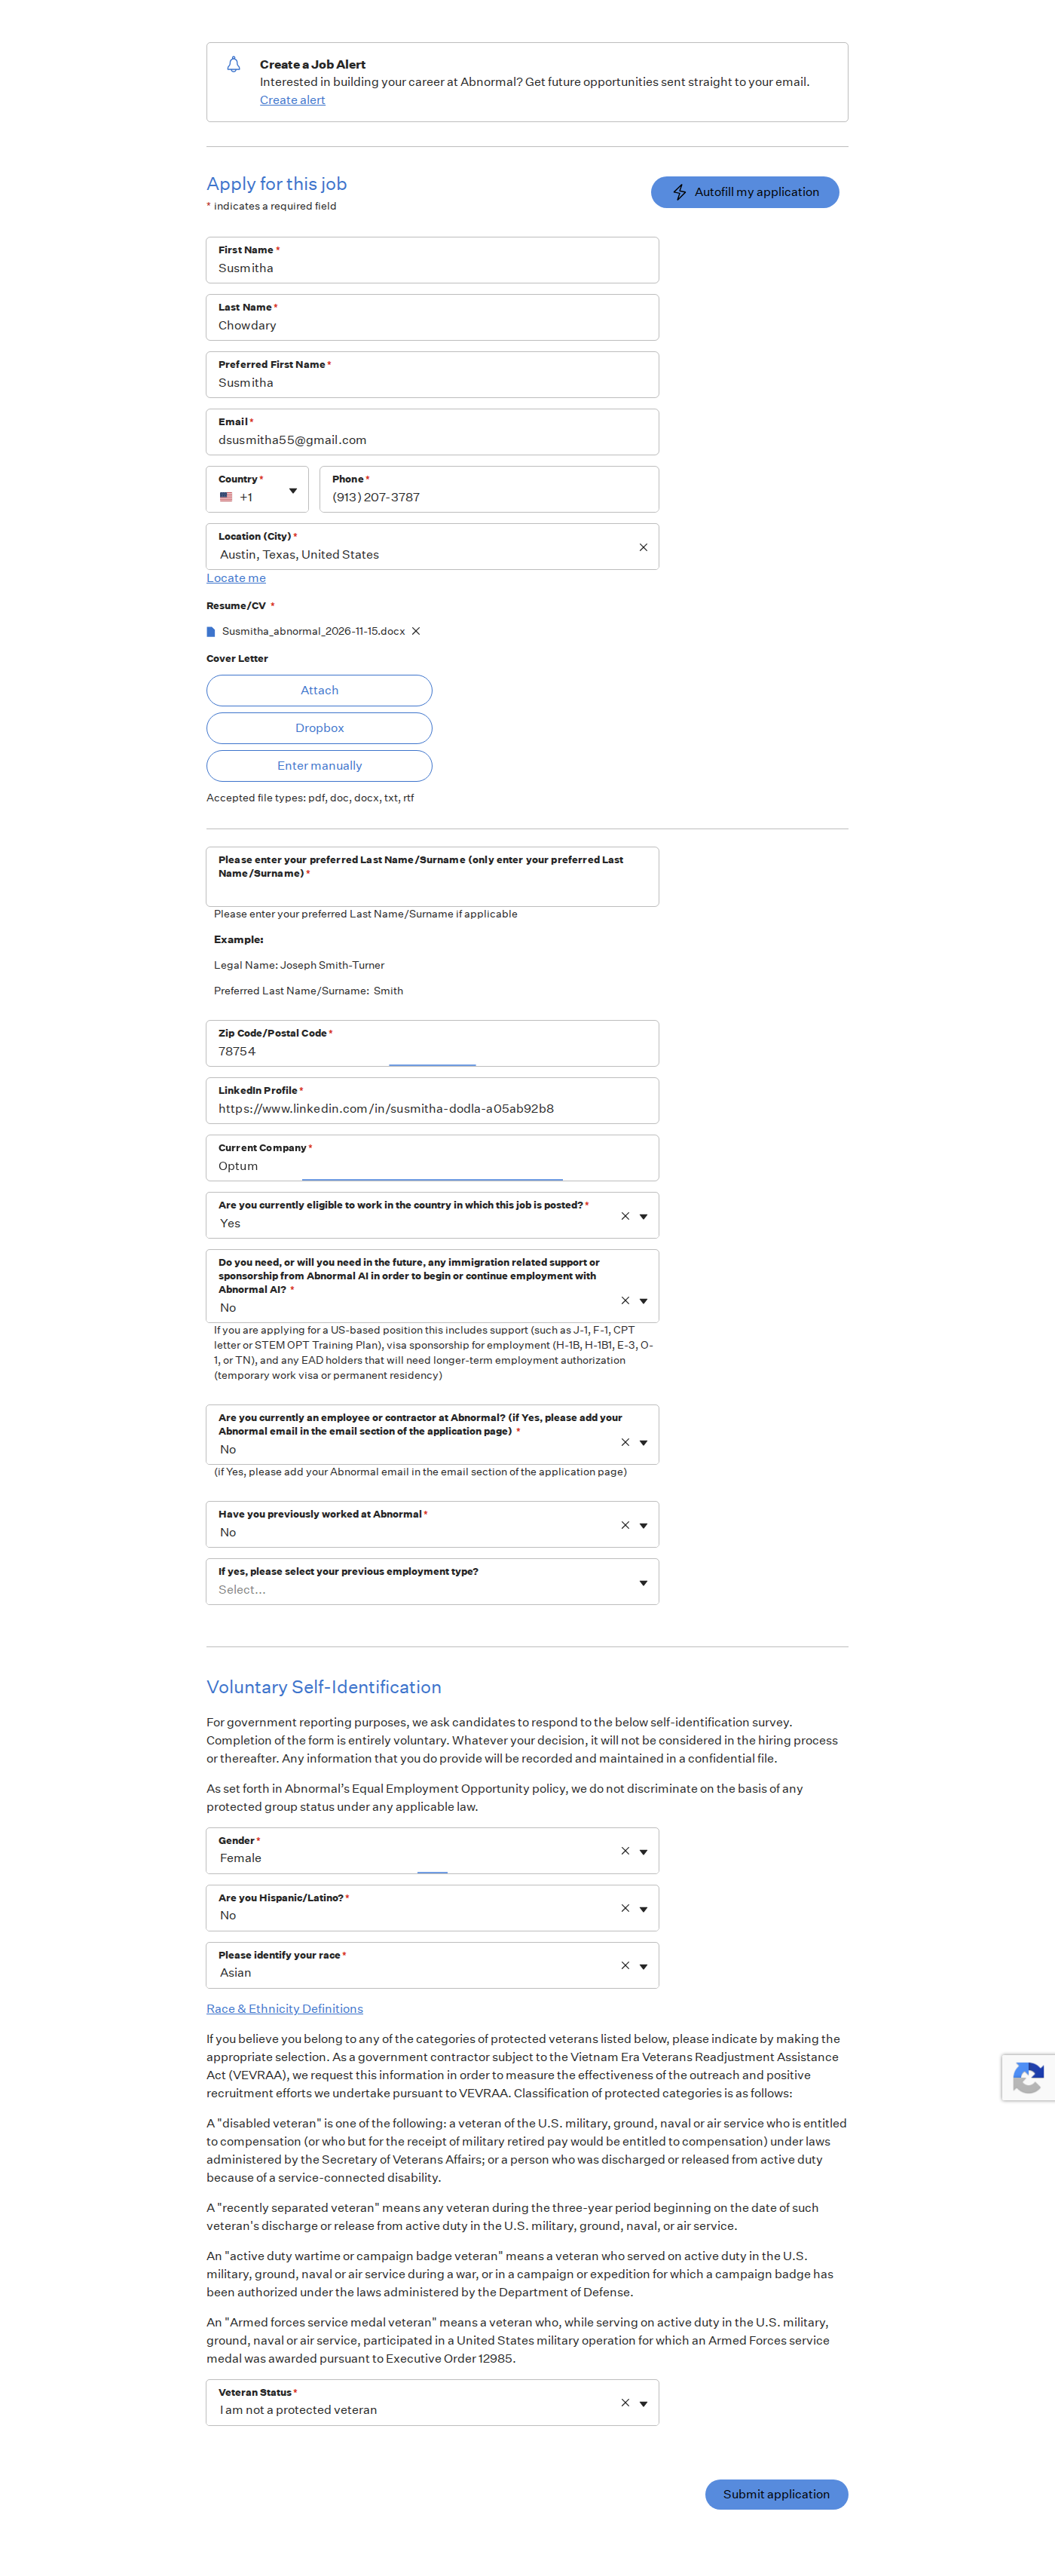 Create a Job Alert
Interested in building your career at Abnormal? Get future opportunities sent straight to your email.
Create alert
Apply for this job
* indicates a required field
Autofill my application
First Name *
Susmitha
Last Name *
Chowdary
Preferred First Name *
Susmitha
Email *
dsusmitha55@gmail.com
Country *
+1
Phone *
(913) 207-3787
Location (City) *
Austin, Texas, United States
Locate me
Resume/CV *
Susmitha_abnormal_2026-11-15.docx
Cover Letter
Attach
Dropbox
Enter manually
Accepted file types: pdf, doc, docx, txt, rtf
Please enter your preferred Last Name/Surname (only enter your preferred Last
Name/Surname) *
Please enter your preferred Last Name/Surname if applicable
Example:
Legal Name: Joseph Smith-Turner
Preferred Last Name/Surname: Smith
Zip Code/Postal Code *
78754
LinkedIn Profile *
https://www.linkedin.com/in/susmitha-dodla-a05ab92b8
Current Company *
Optum
Are you currently eligible to work in the country in which this job is posted? *
Yes
Do you need, or will you need in the future, any immigration related support or
sponsorship from Abnormal AI in order to begin or continue employment with
Abnormal AI? *
No
If you are applying for a US-based position this includes support (such as J-1, F-1, CPT
letter or STEM OPT Training Plan), visa sponsorship for employment (H-1B, H-1B1, E-3, O-
1, or TN), and any EAD holders that will need longer-term employment authorization
(temporary work visa or permanent residency)
Are you currently an employee or contractor at Abnormal? (if Yes, please add your
Abnormal email in the email section of the application page) *
No
(if Yes, please add your Abnormal email in the email section of the application page)
Have you previously worked at Abnormal *
No
If yes, please select your previous employment type?
Select...
Voluntary Self-Identification
For government reporting purposes, we ask candidates to respond to the below self-identification survey.
Completion of the form is entirely voluntary. Whatever your decision, it will not be considered in the hiring process
or thereafter. Any information that you do provide will be recorded and maintained in a confidential file.
As set forth in Abnormal’s Equal Employment Opportunity policy, we do not discriminate on the basis of any
protected group status under any applicable law.
Gender *
Female
Are you Hispanic/Latino? *
No
Please identify your race *
Asian
Race & Ethnicity Definitions
If you believe you belong to any of the categories of protected veterans listed below, please indicate by making the
appropriate selection. As a government contractor subject to the Vietnam Era Veterans Readjustment Assistance
Act (VEVRAA), we request this information in order to measure the effectiveness of the outreach and positive
recruitment efforts we undertake pursuant to VEVRAA. Classification of protected categories is as follows:
A "disabled veteran" is one of the following: a veteran of the U.S. military, ground, naval or air service who is entitled
to compensation (or who but for the receipt of military retired pay would be entitled to compensation) under laws
administered by the Secretary of Veterans Affairs; or a person who was discharged or released from active duty
because of a service-connected disability.
A "recently separated veteran" means any veteran during the three-year period beginning on the date of such
veteran's discharge or release from active duty in the U.S. military, ground, naval, or air service.
An "active duty wartime or campaign badge veteran" means a veteran who served on active duty in the U.S.
military, ground, naval or air service during a war, or in a campaign or expedition for which a campaign badge has
been authorized under the laws administered by the Department of Defense.
An "Armed forces service medal veteran" means a veteran who, while serving on active duty in the U.S. military,
ground, naval or air service, participated in a United States military operation for which an Armed Forces service
medal was awarded pursuant to Executive Order 12985.
Veteran Status *
I am not a protected veteran
Submit application